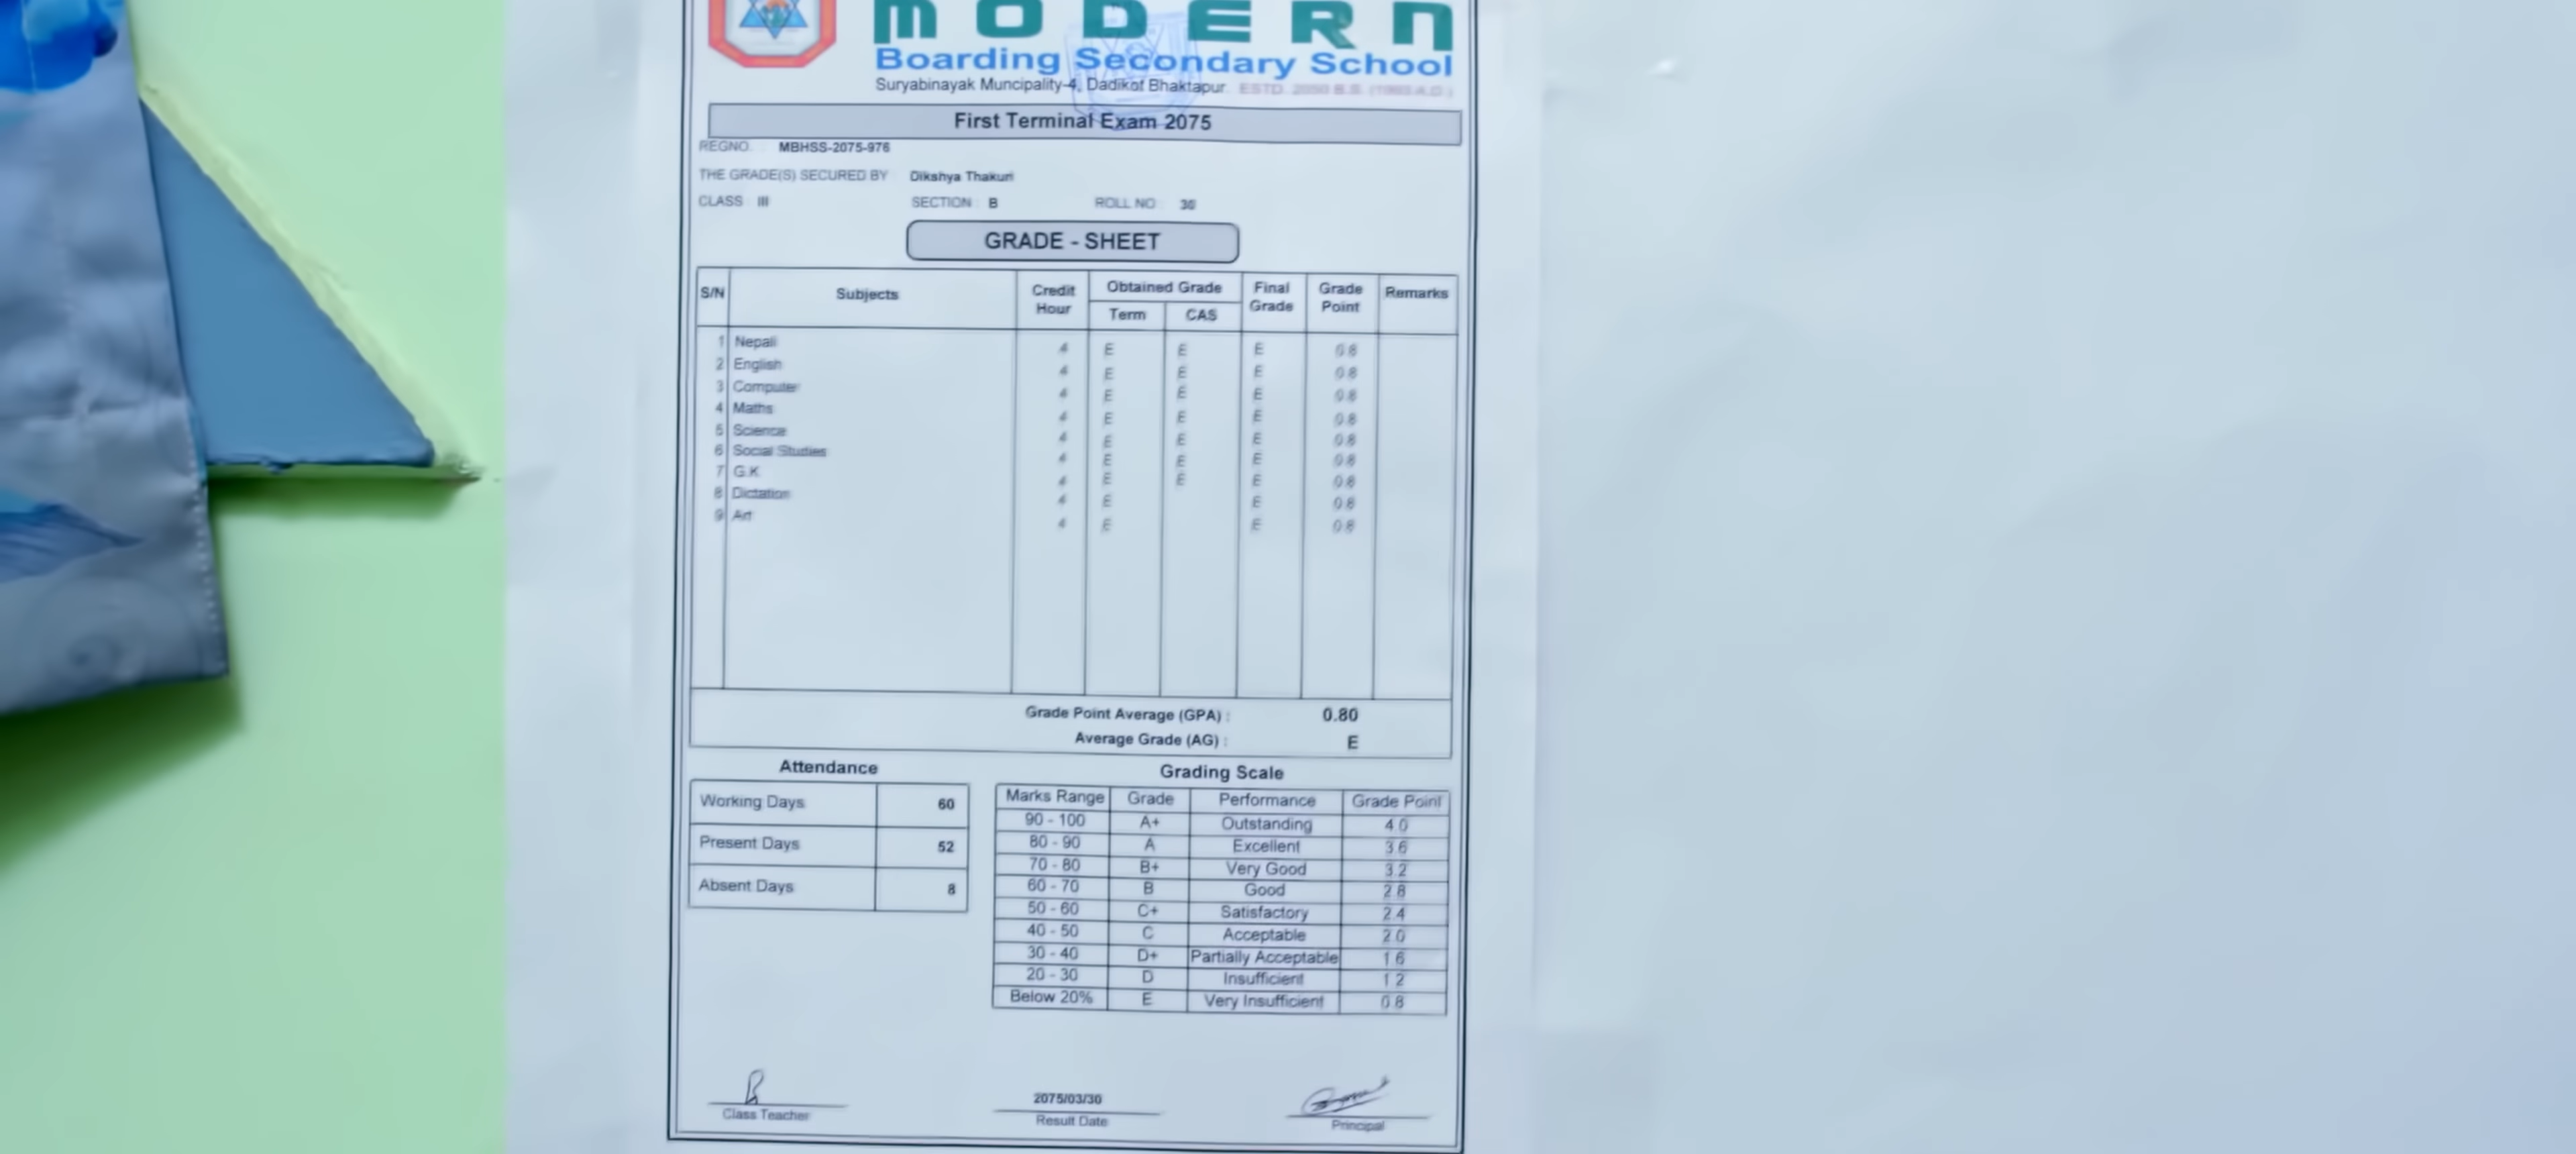 MODERN
Boarding Secondary School
Suryabinayak Muncipality-4, Dadikot Bhaktapur ESTD. 2050 B.S. (1993 A.D.)
First Terminal Exam 2075
REGNO. MBHSS-2075-976
THE GRADE(S) SECURED BY Dikshya Thakuri
CLASS III SECTION B ROLL NO 30
GRADE - SHEET
S/N Subjects Credit Hour Obtained Grade Final Grade Grade Point Remarks
Term CAS
1 Nepali 4 E E E 0.8
2 English 4 E E E 0.8
3 Computer 4 E E E 0.8
4 Maths 4 E E E 0.8
5 Science 4 E E E 0.8
6 Social Studies 4 E E E 0.8
7 G.K 4 E E E 0.8
8 Dictation 4 E E 0.8
9 Art 4 E E 0.8
Grade Point Average (GPA) : 0.80
Average Grade (AG) : E
Attendance
Working Days 60
Present Days 52
Absent Days 8
Grading Scale
Marks Range Grade Performance Grade Point
90 - 100 A+ Outstanding 4.0
80 - 90 A Excellent 3.6
70 - 80 B+ Very Good 3.2
60 - 70 B Good 2.8
50 - 60 C+ Satisfactory 2.4
40 - 50 C Acceptable 2.0
30 - 40 D+ Partially Acceptable 1.6
20 - 30 D Insufficient 1.2
Below 20% E Very Insufficient 0.8
Class Teacher
2075/03/30
Result Date
Principal